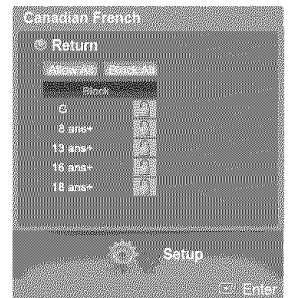 Canadian French
Return
Allow All Block All
Block
G
8 ans+
13 ans+
16 ans+
18 ans+
Setup
Enter